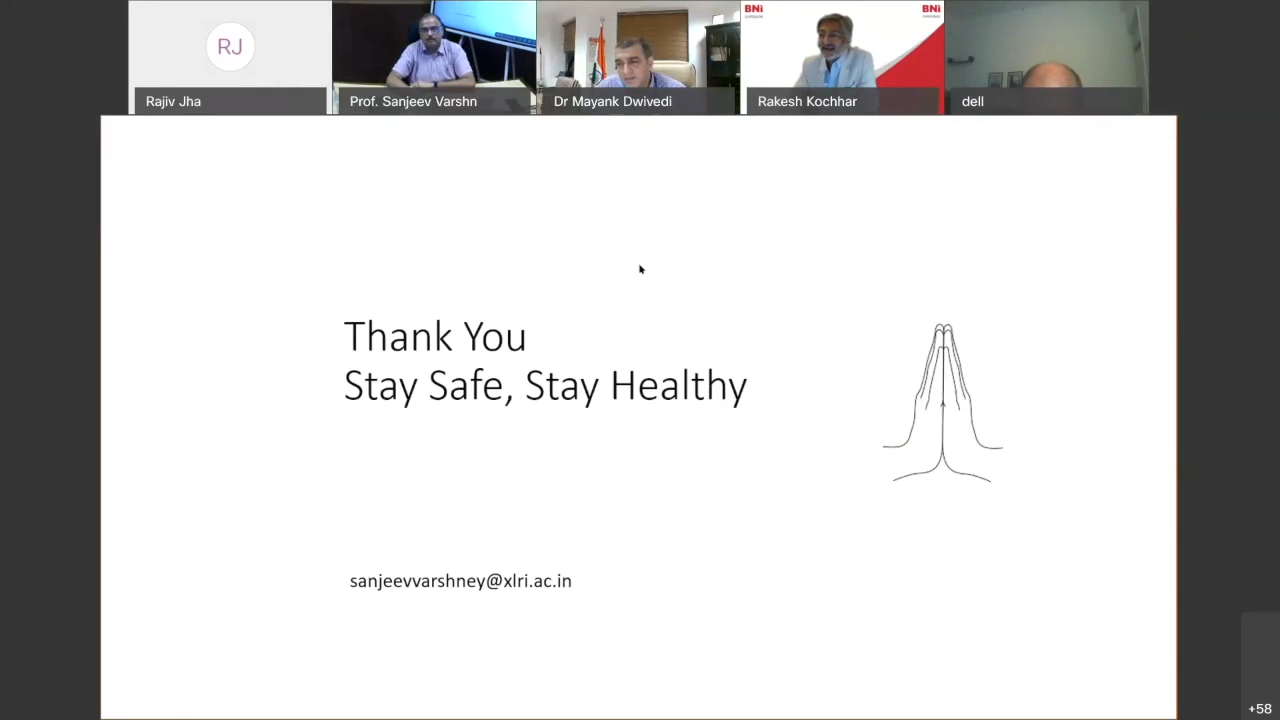 RJ
BNI
BNI
Rajiv Jha
Prof. Sanjeev Varshn
Dr Mayank Dwivedi
Rakesh Kochhar
dell
Thank You
Stay Safe, Stay Healthy
sanjeevvarshney@xlri.ac.in
+58